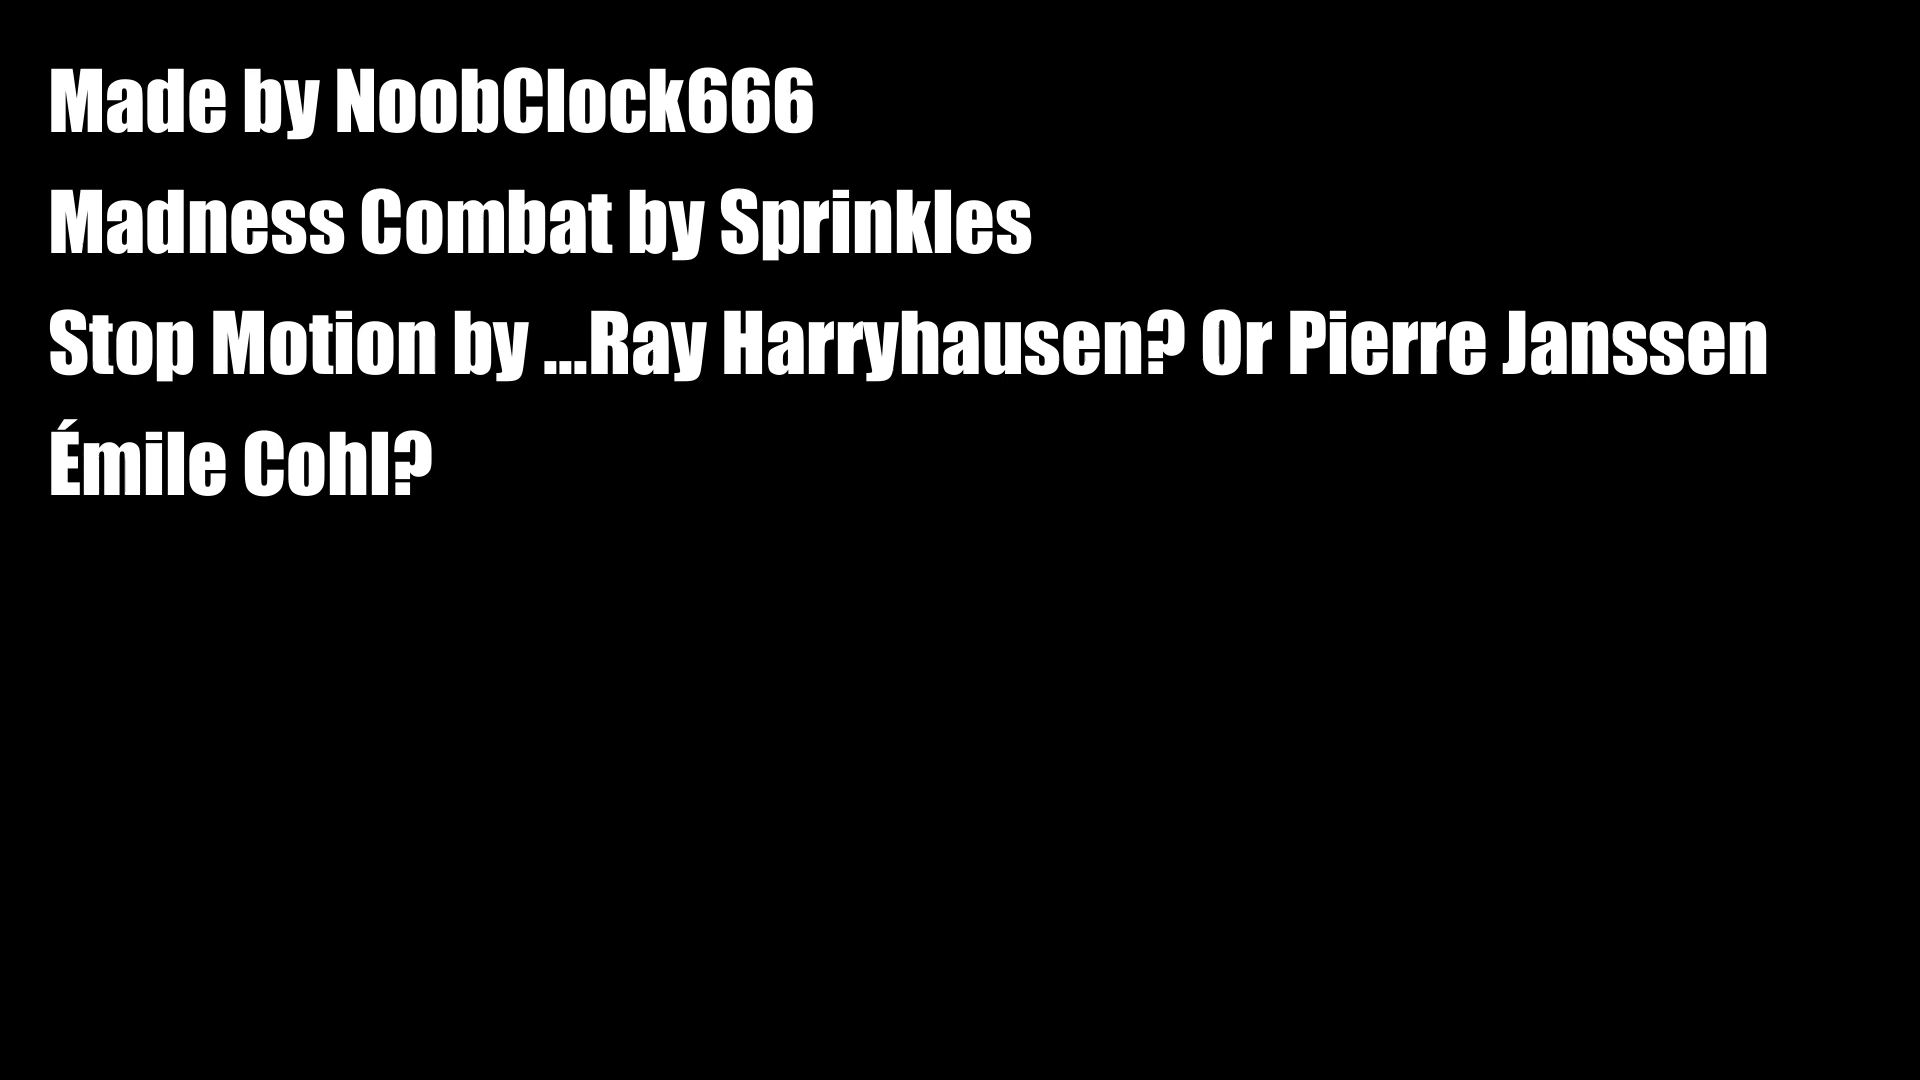 Made by NoobClock666
Madness Combat by Sprinkles
Stop Motion by ...Ray Harryhausen? Or Pierre Janssen
Émile Cohl?